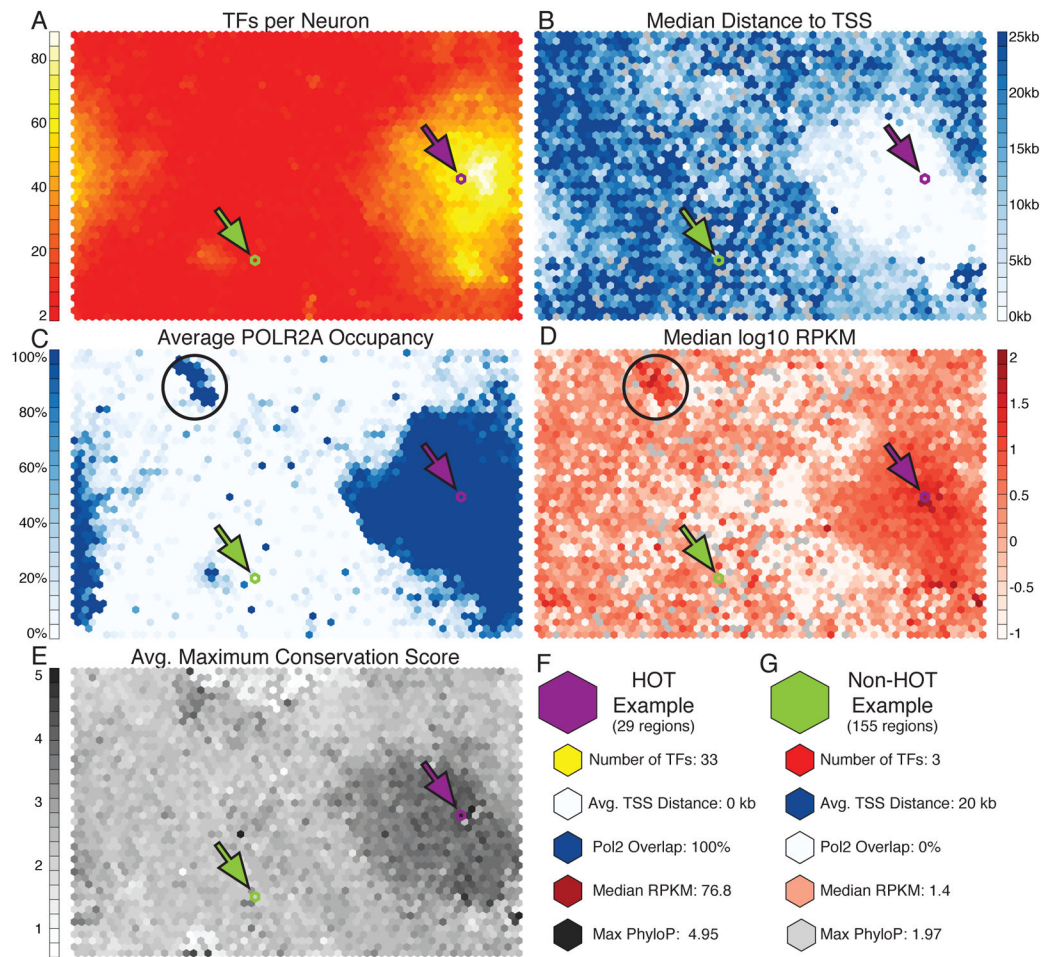 A
TFs per Neuron
80
60
40
20
2
B
Median Distance to TSS
25kb
20kb
15kb
10kb
5kb
0kb
C
Average POLR2A Occupancy
100%
80%
60%
40%
20%
0%
D
Median log10 RPKM
2
1.5
1
0.5
0
-0.5
-1
E
Avg. Maximum Conservation Score
5
4
3
2
1
F
HOT
Example
(29 regions)
Number of TFs: 33
Avg. TSS Distance: 0 kb
Pol2 Overlap: 100%
Median RPKM: 76.8
Max PhyloP: 4.95
G
Non-HOT
Example
(155 regions)
Number of TFs: 3
Avg. TSS Distance: 20 kb
Pol2 Overlap: 0%
Median RPKM: 1.4
Max PhyloP: 1.97